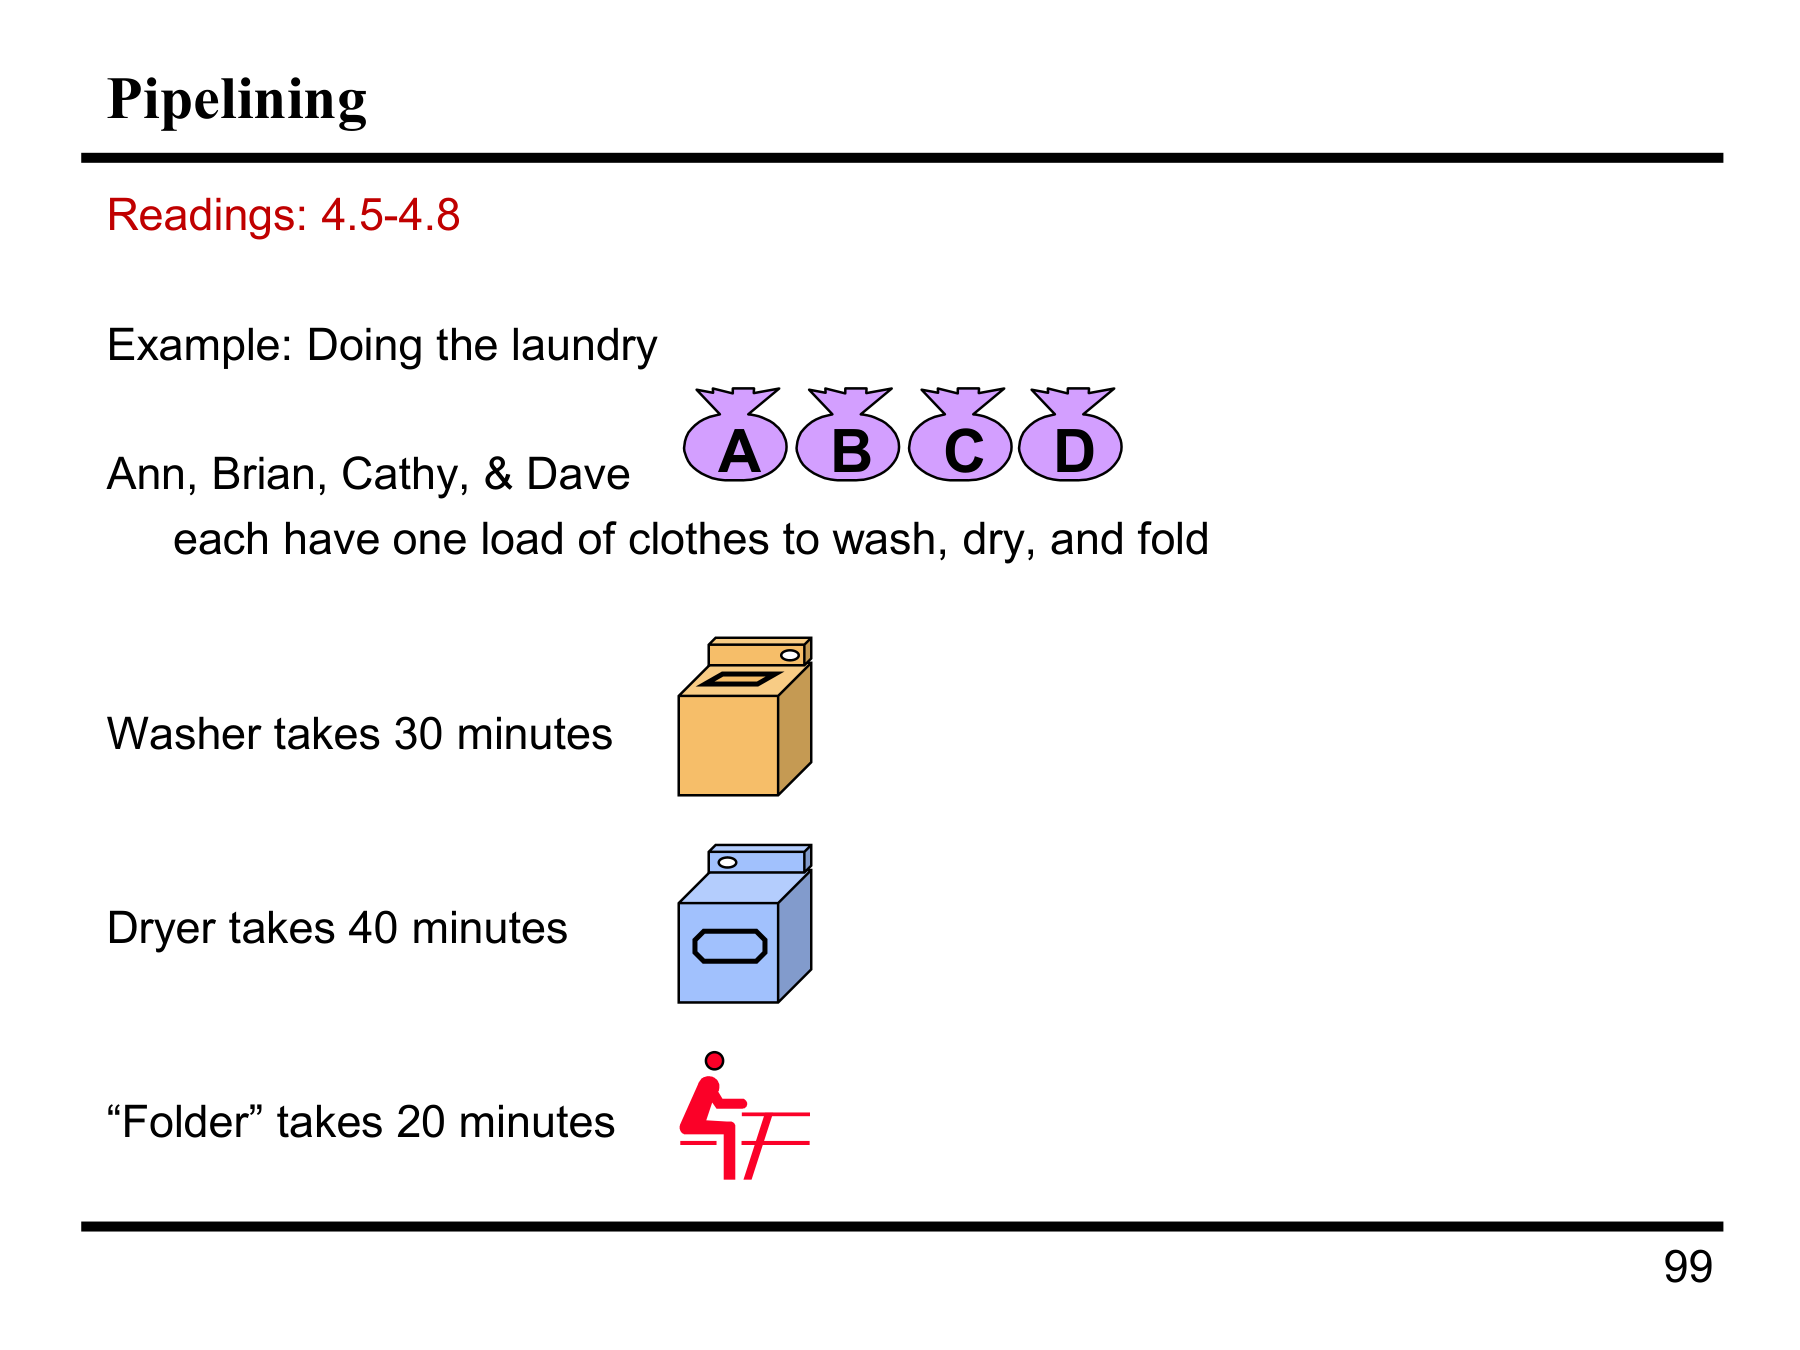 Pipelining
Readings: 4.5-4.8
Example: Doing the laundry
A B C D
Ann, Brian, Cathy, & Dave
each have one load of clothes to wash, dry, and fold
Washer takes 30 minutes
Dryer takes 40 minutes
“Folder” takes 20 minutes
99